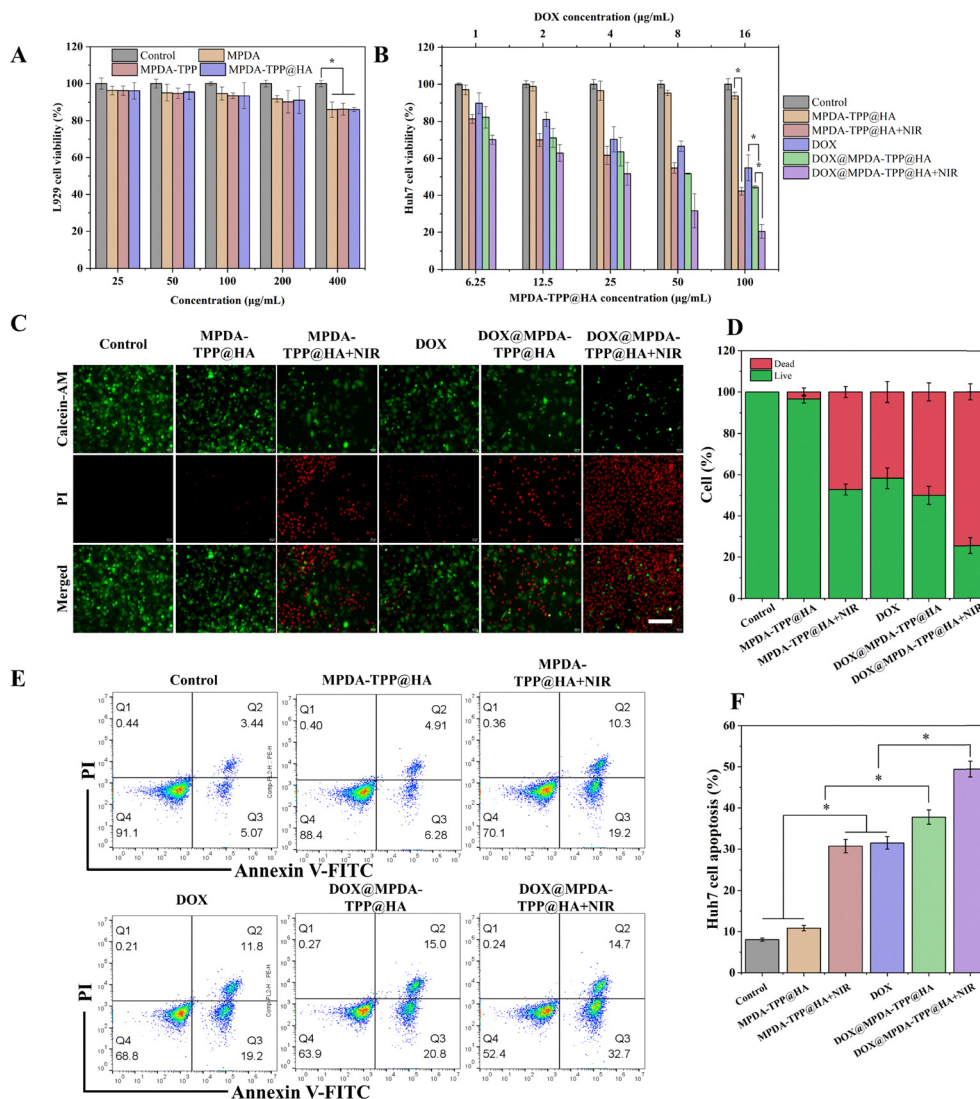 A
L929 cell viability (%)
120
100
80
60
40
20
0
Control
MPDA
MPDA-TPP
MPDA-TPP@HA
*
25
50
100
200
400
Concentration (μg/mL)
B
DOX concentration (μg/mL)
1
2
4
8
16
Huh7 cell viability (%)
120
100
80
60
40
20
0
*
*
*
*
6.25
12.5
25
50
100
MPDA-TPP@HA concentration (μg/mL)
Control
MPDA-TPP@HA
MPDA-TPP@HA+NIR
DOX
DOX@MPDA-TPP@HA
DOX@MPDA-TPP@HA+NIR
C
Control
MPDA-
TPP@HA
MPDA-
TPP@HA+NIR
DOX
DOX@MPDA-
TPP@HA
DOX@MPDA-
TPP@HA+NIR
Calcein-AM
PI
Merged
D
Cell (%)
120
100
80
60
40
20
0
Dead
Live
Control
MPDA-TPP@HA
MPDA-TPP@HA+NIR
DOX
DOX@MPDA-TPP@HA
DOX@MPDA-TPP@HA+NIR
E
Control
MPDA-TPP@HA
MPDA-
TPP@HA+NIR
PI
Q1
0.44
Q2
3.44
Q4
91.1
Q3
5.07
Comp-FL2-H :: PE-H
Q1
0.40
Q2
4.91
Q4
88.4
Q3
6.28
Q1
0.36
Q2
10.3
Q4
70.1
Q3
19.2
Annexin V-FITC
DOX
DOX@MPDA-
TPP@HA
DOX@MPDA-
TPP@HA+NIR
PI
Q1
0.21
Q2
11.8
Q4
68.8
Q3
19.2
Comp-FL2-H :: PE-H
Q1
0.27
Q2
15.0
Q4
63.9
Q3
20.8
Q1
0.24
Q2
14.7
Q4
52.4
Q3
32.7
Annexin V-FITC
F
Huh7 cell apoptosis (%)
60
50
40
30
20
10
0
*
*
*
Control
MPDA-TPP@HA
MPDA-TPP@HA+NIR
DOX
DOX@MPDA-TPP@HA
DOX@MPDA-TPP@HA+NIR